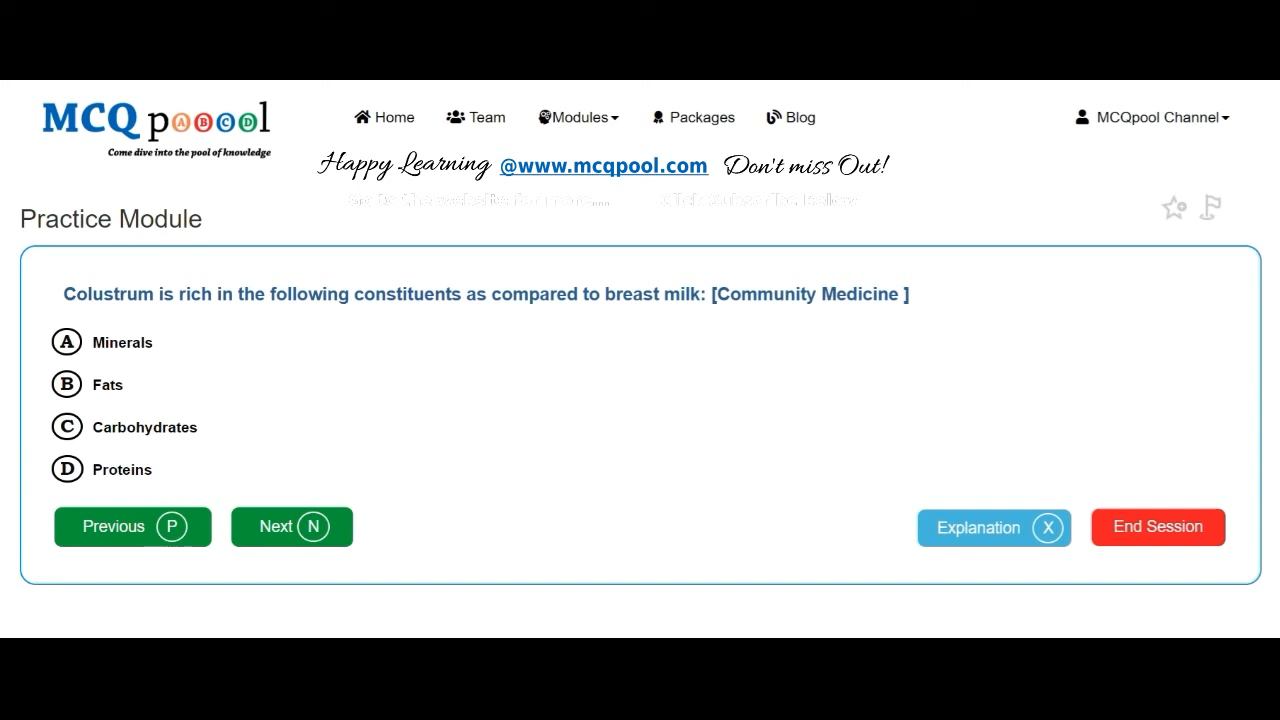 MCQ pooool
Come dive into the pool of knowledge
Home Team Modules Packages Blog MCQpool Channel
Happy Learning @www.mcqpool.com Don't miss Out!
Practice Module
Colustrum is rich in the following constituents as compared to breast milk: [Community Medicine ]
A Minerals
B Fats
C Carbohydrates
D Proteins
Previous P Next N Explanation X End Session